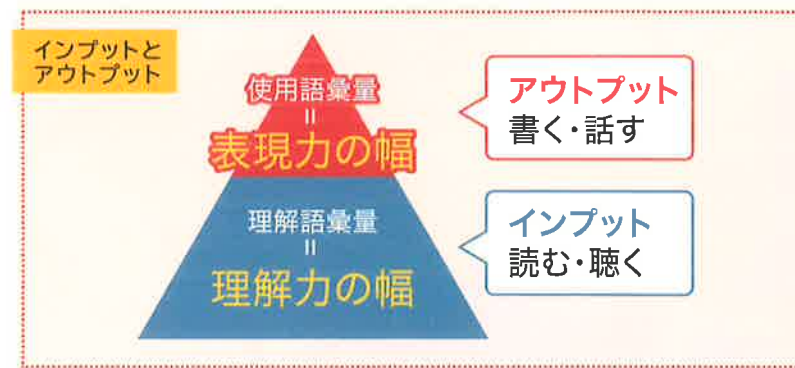 インプットと
アウトプット
使用語彙量
=
表現力の幅
アウトプット
書く・話す
理解語彙量
=
理解力の幅
インプット
読む・聴く